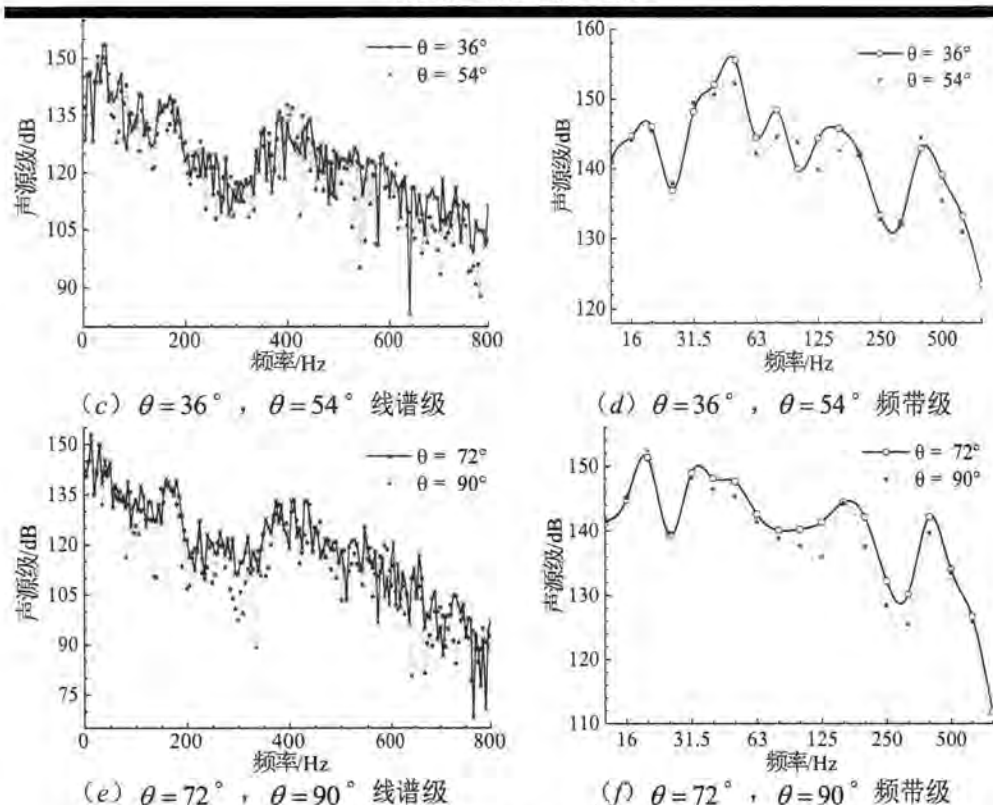 150
135
120
105
90
声源级/dB
θ = 36°
θ = 54°
0
200
400
600
800
频率/Hz
(c) θ=36° , θ=54° 线谱级
160
150
140
130
120
声源级/dB
θ = 36°
θ = 54°
16
31.5
63
125
250
500
频率/Hz
(d) θ=36° , θ=54° 频带级
150
135
120
105
90
75
声源级/dB
θ = 72°
θ = 90°
0
200
400
600
800
频率/Hz
(e) θ=72° , θ=90° 线谱级
150
140
130
120
110
声源级/dB
θ = 72°
θ = 90°
16
31.5
63
125
250
500
频率/Hz
(f) θ=72° , θ=90° 频带级